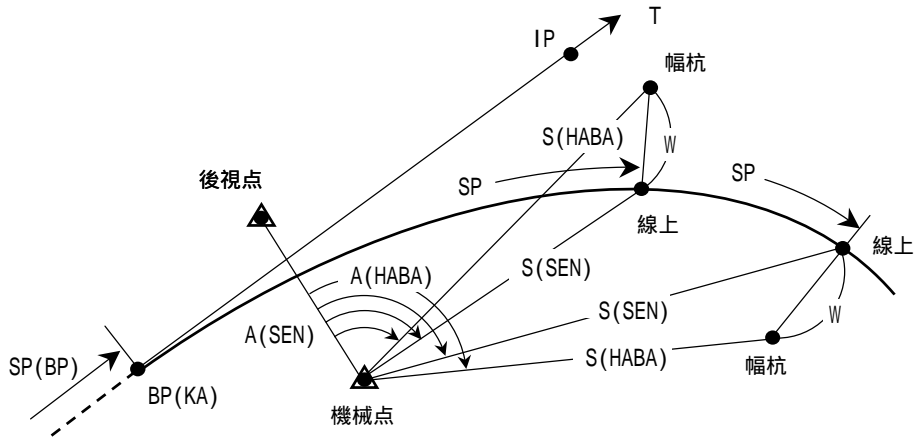 T
IP
幅杭
S(HABA)
W
SP
SP
後視点
線上
線上
A(HABA)
S(SEN)
A(SEN)
S(SEN)
W
S(HABA)
幅杭
SP(BP)
BP(KA)
機械点